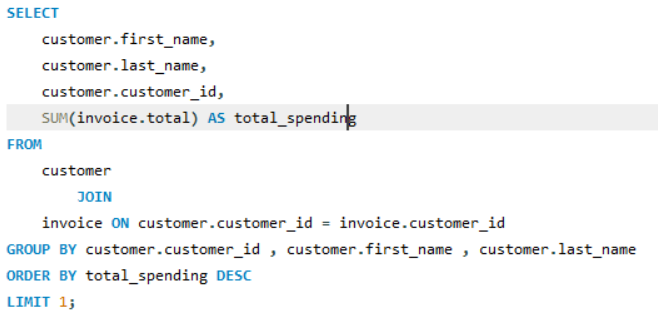 SELECT
    customer.first_name,
    customer.last_name,
    customer.customer_id,
    SUM(invoice.total) AS total_spending
FROM
    customer
        JOIN
    invoice ON customer.customer_id = invoice.customer_id
GROUP BY customer.customer_id , customer.first_name , customer.last_name
ORDER BY total_spending DESC
LIMIT 1;